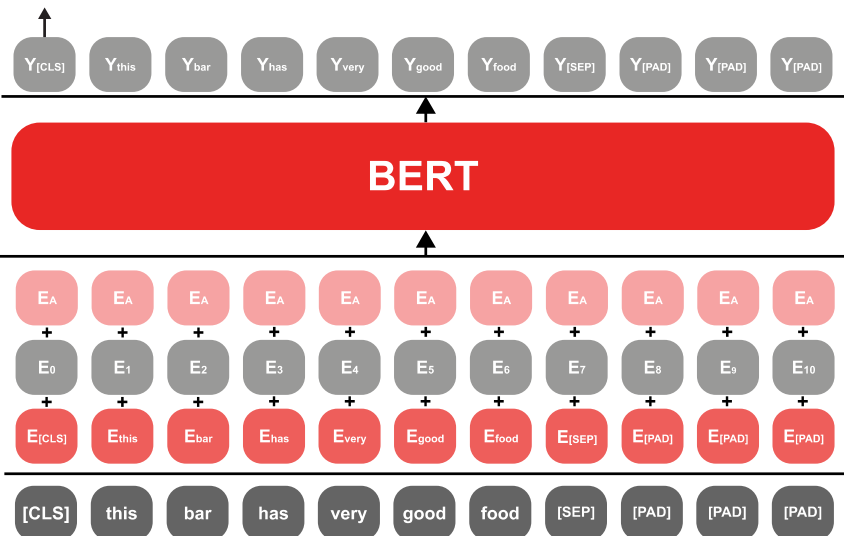 Y[CLS] Ythis Ybar Yhas Yvery Ygood Yfood Y[SEP] Y[PAD] Y[PAD] Y[PAD]
BERT
EA EA EA EA EA EA EA EA EA EA EA
+ + + + + + + + + + +
E0 E1 E2 E3 E4 E5 E6 E7 E8 E9 E10
+ + + + + + + + + + +
E[CLS] Ethis Ebar Ehas Every Egood Efood E[SEP] E[PAD] E[PAD] E[PAD]
[CLS] this bar has very good food [SEP] [PAD] [PAD] [PAD]